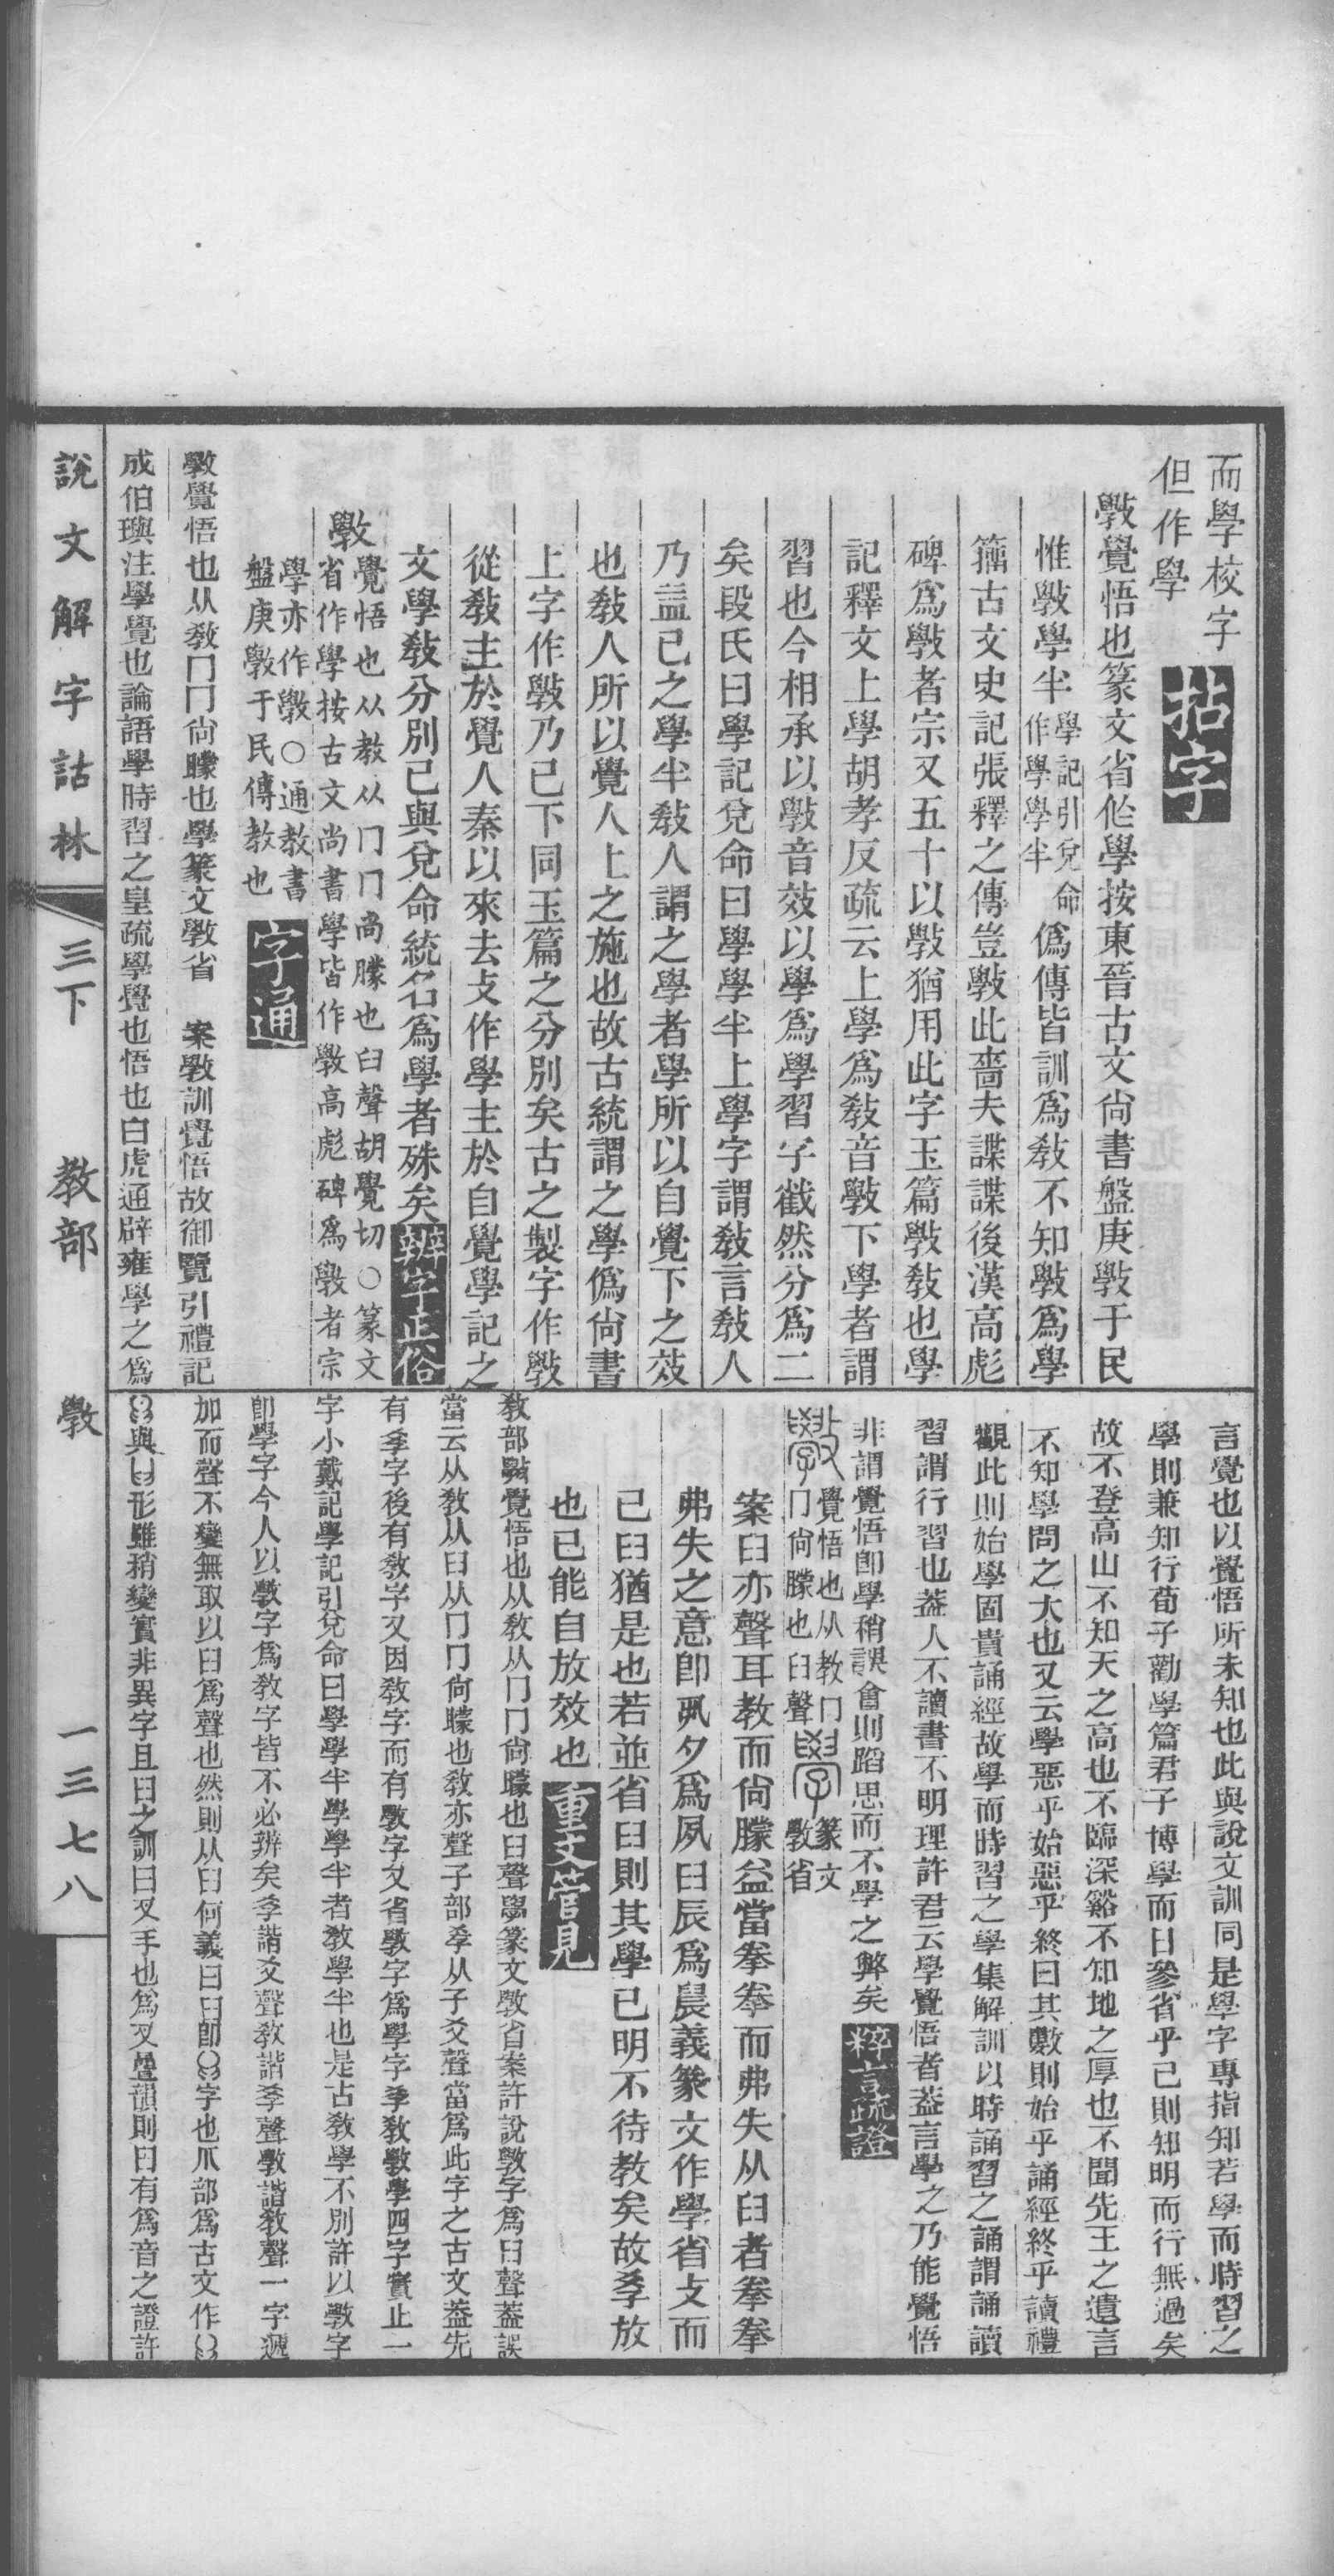 而學校字
但作學
拈字
斆覺悟也篆文省作學按東晉古文尚書盤庚斆于民
惟斆學半學記引兌命作學學半僞傳皆訓爲敎不知斆爲學
籒古文史記張釋之傳豈斆此嗇夫諜諜後漢高彪
碑爲斆者宗又五十以斆猶用此字玉篇斆敎也學
記釋文上學胡孝反疏云上學爲敎音斆下學者謂
習也今相承以斆音效以學爲學習字截然分爲二
矣段氏曰學記兌命曰學學半上學字謂敎言敎人
乃益己之學半敎人謂之學者學所以自覺下之效
也敎人所以覺人上之施也故古統謂之學僞尚書
上字作斆乃已下同玉篇之分別矣古之製字作斆
從敎主於覺人秦以來去攴作學主於自覺學記之
文學敎分別已與兌命統名爲學者殊矣
辨字正俗
斆覺悟也从教从冂冂尚朦也臼聲胡覺切○篆文
省作學按古文尚書學皆作斆高彪碑爲斆者宗
學亦作斆○通教書
盤庚斆于民傳教也
字通
斆覺悟也从敎冂冂尚矇也學篆文斆省 案斆訓覺悟故御覽引禮記
成伯璵注學覺也論語學時習之皇疏學覺也悟也白虎通辟雍學之爲
言覺也以覺悟所未知也此與說文訓同是學字專指知若學而時習之
學則兼知行荀子勸學篇君子博學而日參省乎己則知明而行無過矣
故不登高山不知天之高也不臨深谿不知地之厚也不聞先王之遺言
不知學問之大也又云學惡乎始惡乎終曰其數則始乎誦經終乎讀禮
觀此則始學固貴誦經故學而時習之學集解訓以時誦習之誦謂誦讀
習謂行習也葢人不讀書不明理許君云學覺悟者葢言學之乃能覺悟
非謂覺悟卽學稍誤會則蹈思而不學之弊矣
粹言疏證
斆覺悟也从教冂
冂尚矇也臼聲
學篆文
斆省
案臼亦聲耳教而尚矇益當拳拳而弗失从臼者拳拳
弗失之意卽夙夕爲夙臼辰爲晨義篆文作學省攴而
已臼猶是也若並省臼則其學已明不待教矣故孚放
也已能自放效也
重文管見
敎部斆覺悟也从敎从冂冂尚矇也臼聲學篆文斆省案許說斆字爲臼聲葢誤
當云从敎从臼从冂冂尚矇也敎亦聲子部孚从子爻聲當爲此字之古文葢先
有孚字後有敎字又因敎字而有斆字攵省斆字爲學字孚敎斆學四字實止一
字小戴記學記引兌命曰學學半學學半者敎學半也是古敎學不別許以斆字
卽學字今人以斆字爲敎字皆不必辨矣孚諧爻聲敎諧孚聲斆諧敎聲一字遞
加而聲不變無取以臼爲聲也然則从臼何義曰臼卽字也爪部爲古文作
與形雖稍變實非異字且臼之訓曰叉手也爲叉疊韻則臼有爲音之證許
說文解字詁林
三下
教部
斆
一三七八